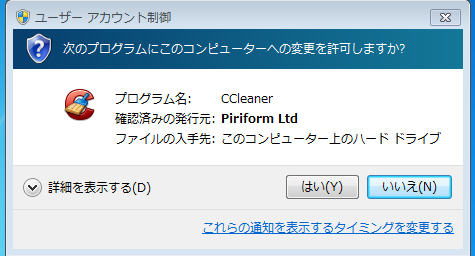 ユーザー アカウント制御
次のプログラムにこのコンピューターへの変更を許可しますか?
プログラム名: CCleaner
確認済みの発行元: Piriform Ltd
ファイルの入手先: このコンピューター上のハード ドライブ
詳細を表示する(D) はい(Y) いいえ(N)
これらの通知を表示するタイミングを変更する